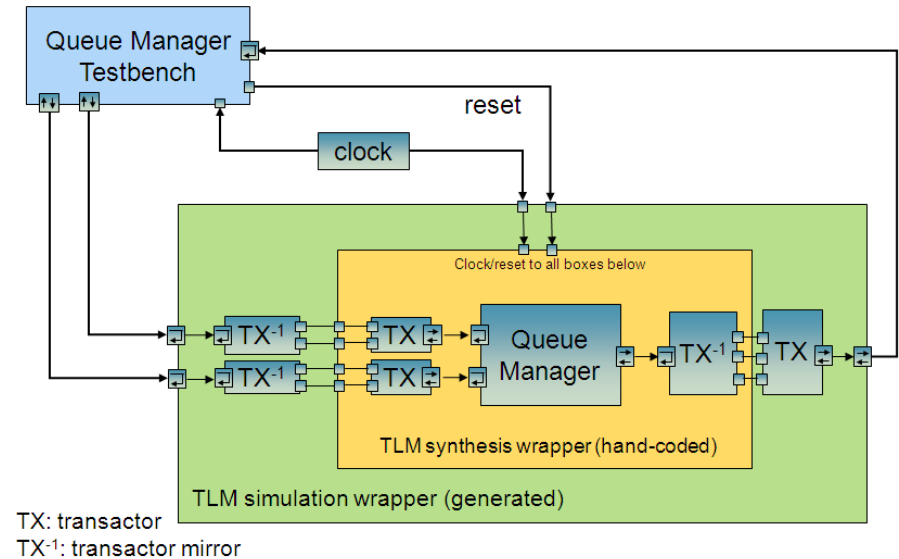 Queue Manager
Testbench
reset
clock
Clock/reset to all boxes below
TX-1
TX
Queue
Manager
TX-1
TX
TX-1
TX
TLM synthesis wrapper (hand-coded)
TLM simulation wrapper (generated)
TX: transactor
TX-1: transactor mirror